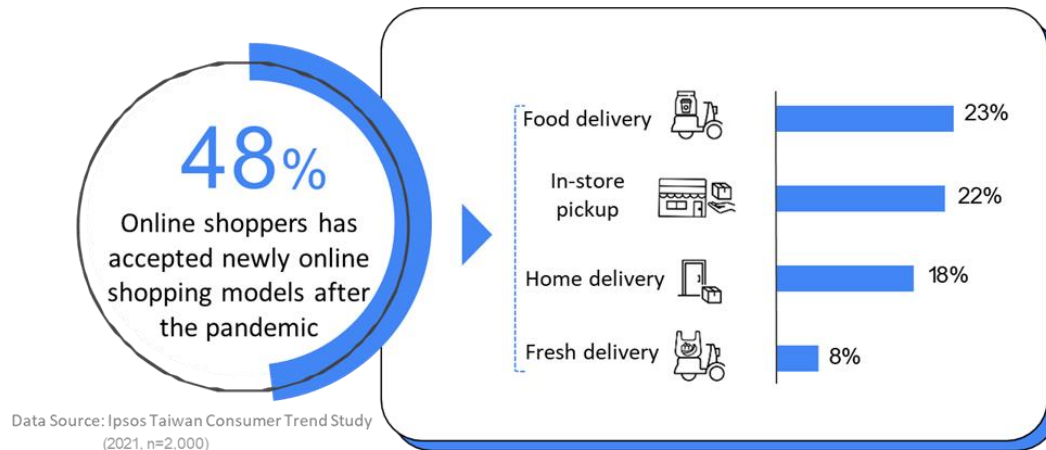 48%
Online shoppers has
accepted newly online
shopping models after
the pandemic
Food delivery
23%
In-store
pickup
22%
Home delivery
18%
Fresh delivery
8%
Data Source: Ipsos Taiwan Consumer Trend Study
(2021, n=2,000)